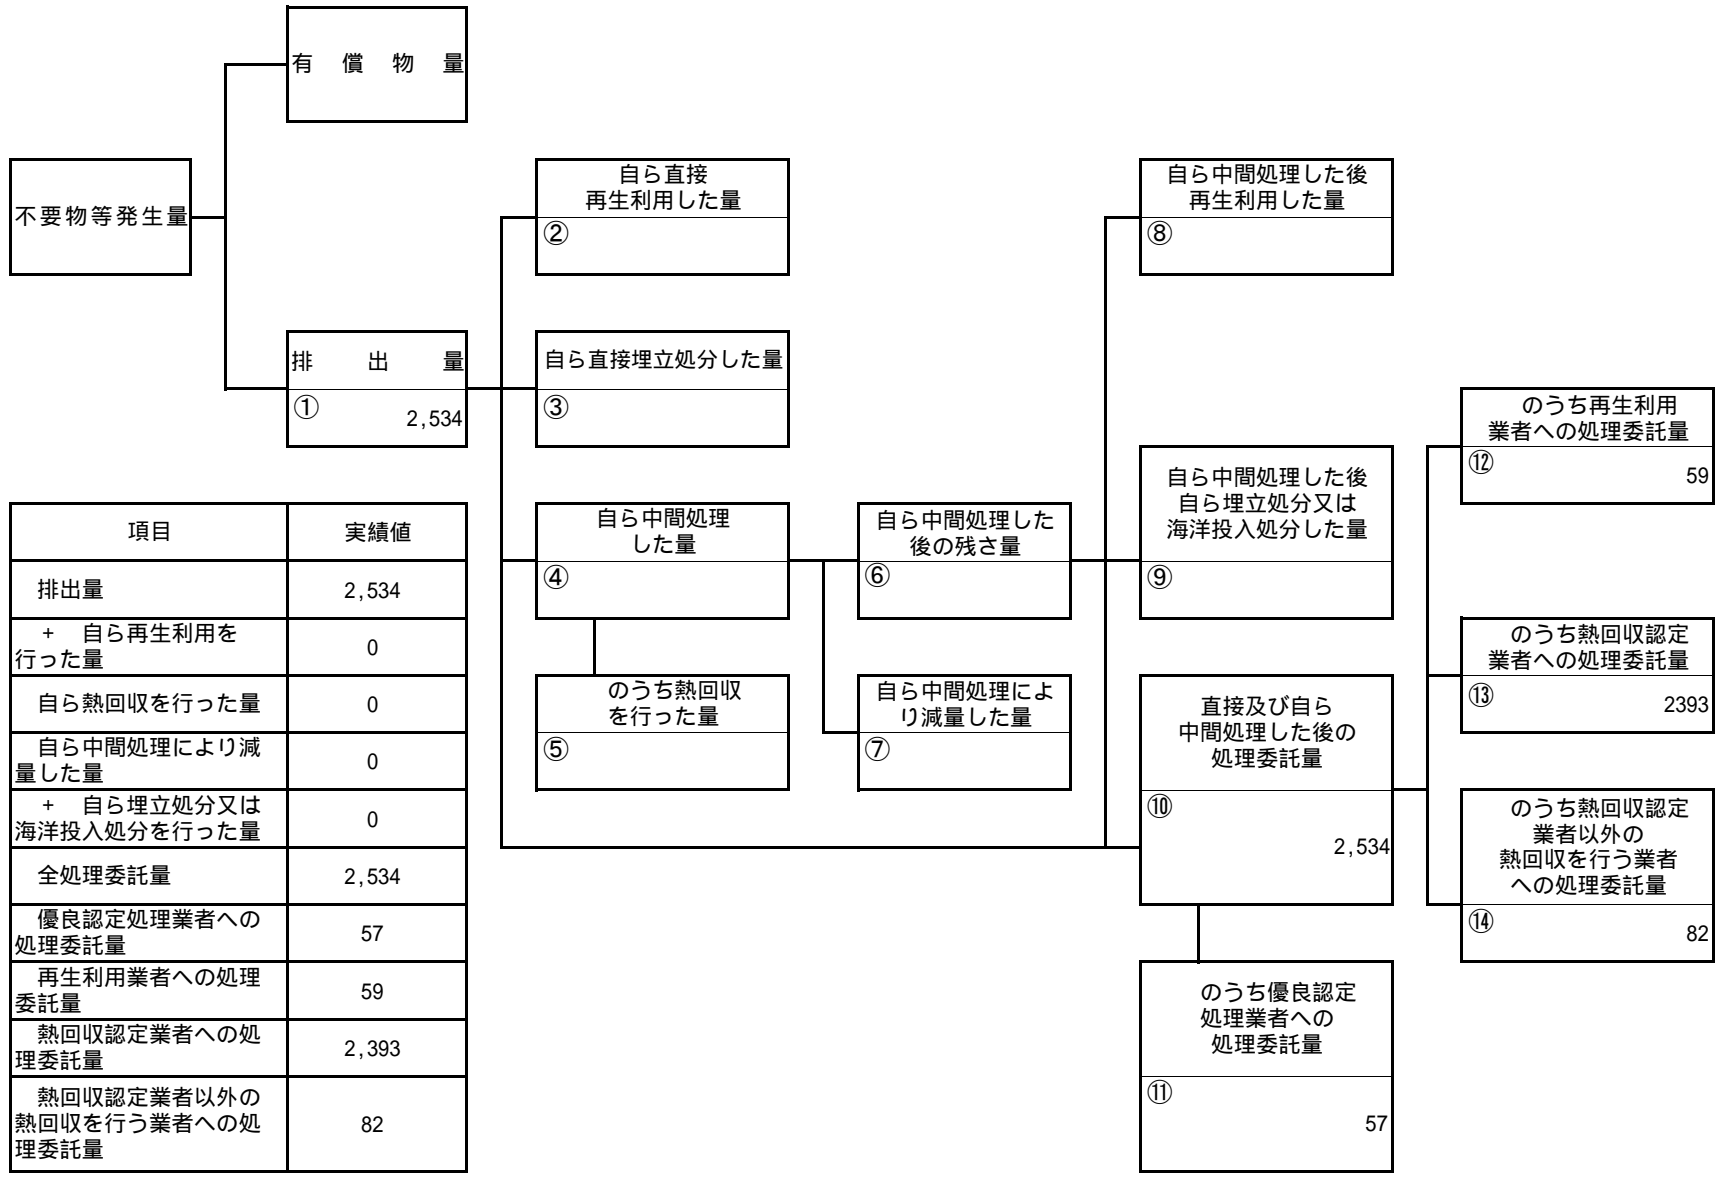 有償物量
不要物等発生量
自ら直接
再生利用した量
②
自ら中間処理した後
再生利用した量
⑧
排出量
①
2,534
自ら直接埋立処分した量
③
のうち再生利用
業者への処理委託量
⑫
59
自ら中間処理
した量
④
自ら中間処理した
後の残さ量
⑥
自ら中間処理した後
自ら埋立処分又は
海洋投入処分した量
⑨
のうち熱回収認定
業者への処理委託量
⑬
2393
のうち熱回収
を行った量
⑤
自ら中間処理によ
り減量した量
⑦
直接及び自ら
中間処理した後の
処理委託量
⑩
2,534
のうち熱回収認定
業者以外の
熱回収を行う業者
への処理委託量
⑭
82
のうち優良認定
処理業者への
処理委託量
⑪
57
項目 実績値
排出量 2,534
+ 自ら再生利用を
行った量
0
自ら熱回収を行った量 0
自ら中間処理により減
量した量
0
+ 自ら埋立処分又は
海洋投入処分を行った量
0
全処理委託量 2,534
優良認定処理業者への
処理委託量
57
再生利用業者への処理
委託量
59
熱回収認定業者への処
理委託量
2,393
熱回収認定業者以外の
熱回収を行う業者への処
理委託量
82